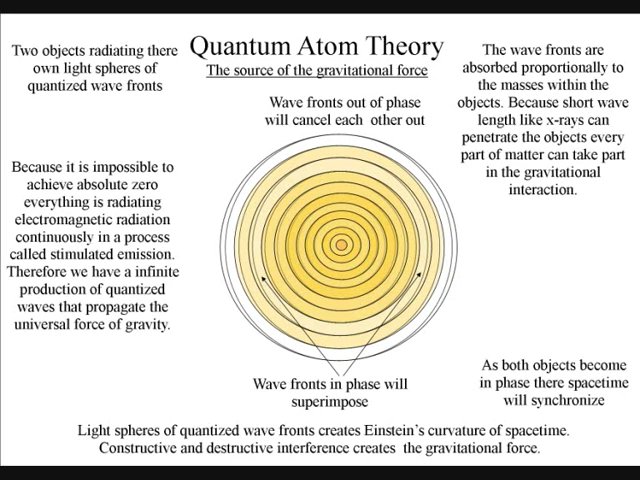 Quantum Atom Theory
The source of the gravitational force
Two objects radiating there
own light spheres of
quantized wave fronts
Wave fronts out of phase
will cancel each other out
The wave fronts are
absorbed proportionally to
the masses within the
objects. Because short wave
length like x-rays can
penetrate the objects every
part of matter can take part
in the gravitational
interaction.
Because it is impossible to
achieve absolute zero
everything is radiating
electromagnetic radiation
continuously in a process
called stimulated emission.
Therefore we have a infinite
production of quantized
waves that propagate the
universal force of gravity.
Wave fronts in phase will
superimpose
As both objects become
in phase there spacetime
will synchronize
Light spheres of quantized wave fronts creates Einstein's curvature of spacetime.
Constructive and destructive interference creates the gravitational force.